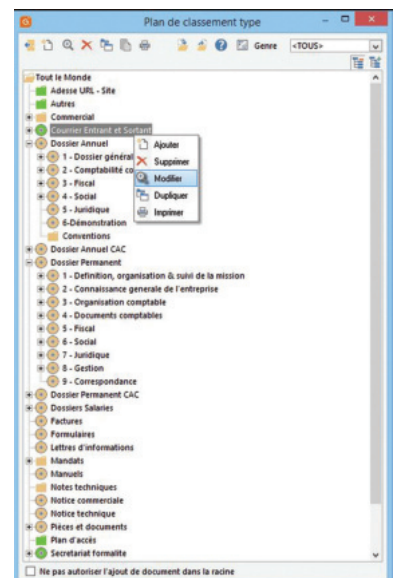 Plan de classement type
Genre <TOUS>
Tout le Monde
Adesse URL - Site
Autres
Commercial
Courrier Entrant et Sortant
Dossier Annuel
Ajouter
1 - Dossier général
Supprimer
2 - Comptabilité co
3 - Fiscal
Modifier
4 - Social
Dupliquer
5 - Juridique
6-Démonstration
Imprimer
Conventions
Dossier Annuel CAC
Dossier Permanent
1 - Definition, organisation & suivi de la mission
2 - Connaissance generale de l'entreprise
3 - Organisation comptable
4 - Documents comptables
5 - Fiscal
6 - Social
7 - Juridique
8 - Gestion
9 - Correspondance
Dossier Permanent CAC
Dossiers Salaries
Factures
Formulaires
Lettres d'informations
Mandats
Manuels
Notes techniques
Notice commerciale
Notice technique
Pièces et documents
Plan d'accès
Secretariat formalite
Ne pas autoriser l'ajout de document dans la racine